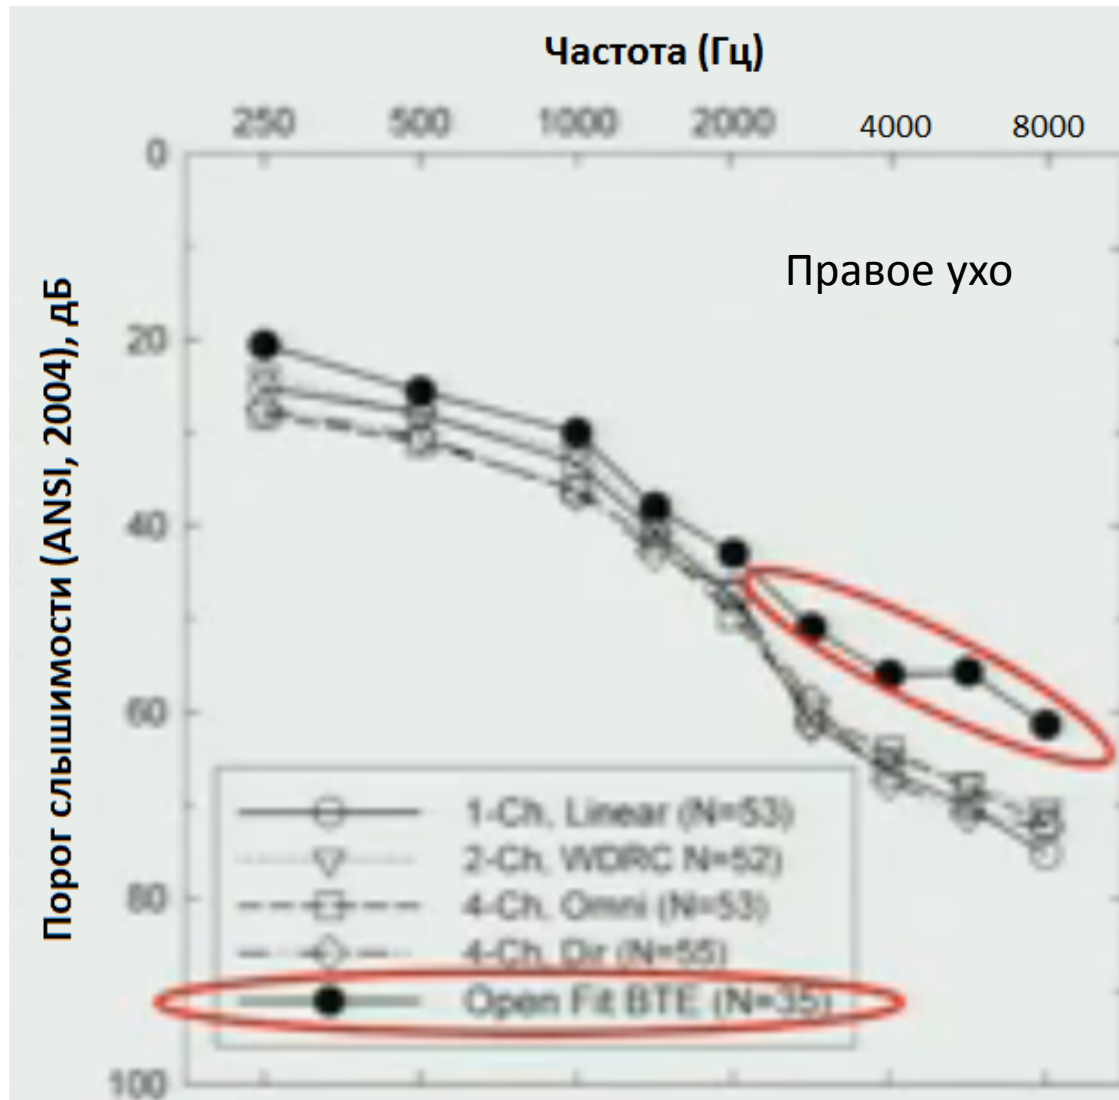 Частота (Гц)
250 500 1000 2000 4000 8000
0
Правое ухо
20
Порог слышимости (ANSI, 2004), дБ
40
60
1-Ch, Linear (N=53)
2-Ch, WDRC N=52)
80
4-Ch, Omni (N=53)
4-Ch, Dir (N=55)
Open Fit BTE (N=35)
100